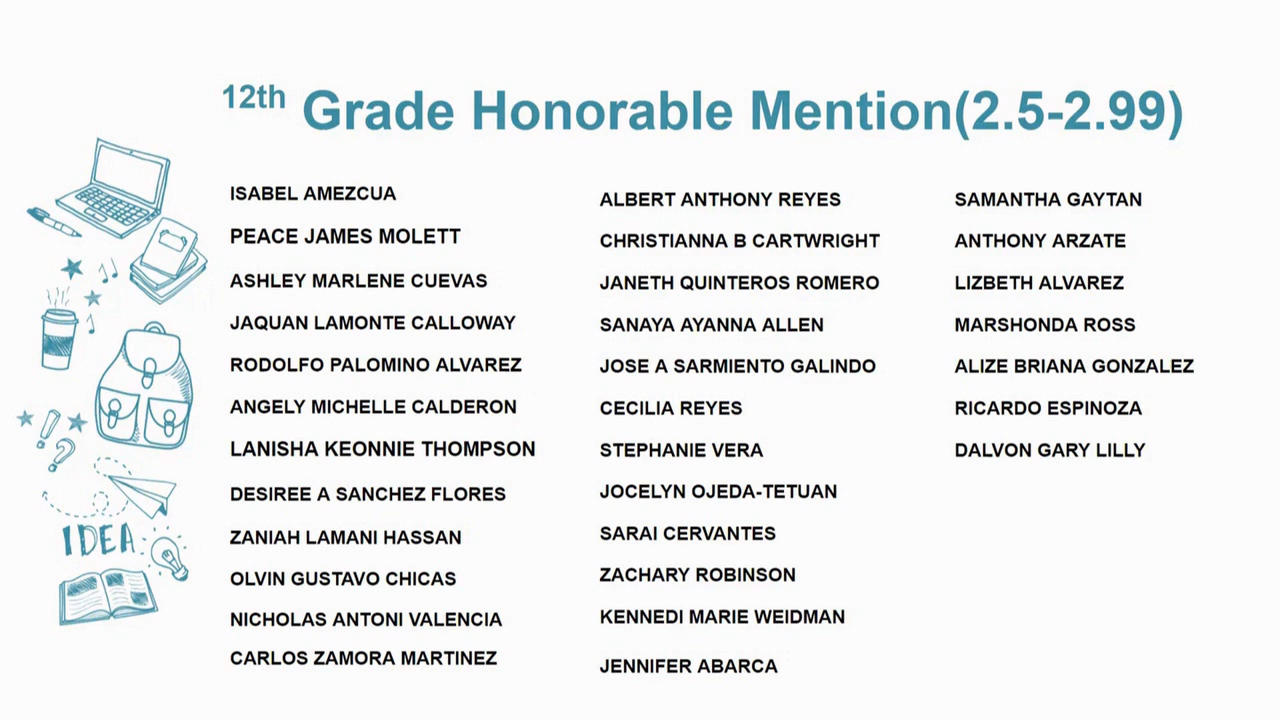 12th Grade Honorable Mention(2.5-2.99)
ISABEL AMEZCUA
PEACE JAMES MOLETT
ASHLEY MARLENE CUEVAS
JAQUAN LAMONTE CALLOWAY
RODOLFO PALOMINO ALVAREZ
ANGELY MICHELLE CALDERON
LANISHA KEONNIE THOMPSON
DESIREE A SANCHEZ FLORES
ZANIAH LAMANI HASSAN
OLVIN GUSTAVO CHICAS
NICHOLAS ANTONI VALENCIA
CARLOS ZAMORA MARTINEZ
ALBERT ANTHONY REYES
CHRISTIANNA B CARTWRIGHT
JANETH QUINTEROS ROMERO
SANAYA AYANNA ALLEN
JOSE A SARMIENTO GALINDO
CECILIA REYES
STEPHANIE VERA
JOCELYN OJEDA-TETUAN
SARAI CERVANTES
ZACHARY ROBINSON
KENNEDI MARIE WEIDMAN
JENNIFER ABARCA
SAMANTHA GAYTAN
ANTHONY ARZATE
LIZBETH ALVAREZ
MARSHONDA ROSS
ALIZE BRIANA GONZALEZ
RICARDO ESPINOZA
DALVON GARY LILLY
IDEA